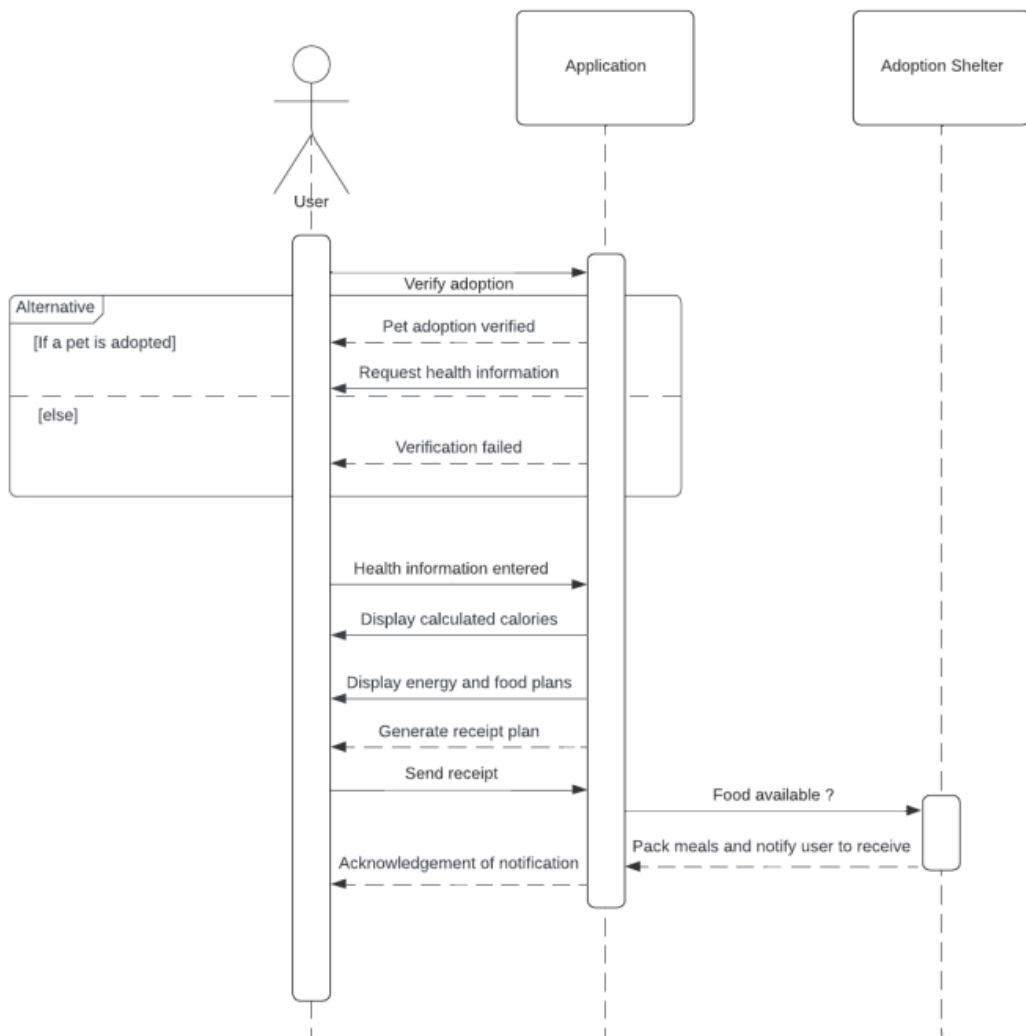 Application
Adoption Shelter
User
Verify adoption
Alternative
Pet adoption verified
[If a pet is adopted]
Request health information
[else]
Verification failed
Health information entered
Display calculated calories
Display energy and food plans
Generate receipt plan
Send receipt
Food available ?
Pack meals and notify user to receive
Acknowledgement of notification